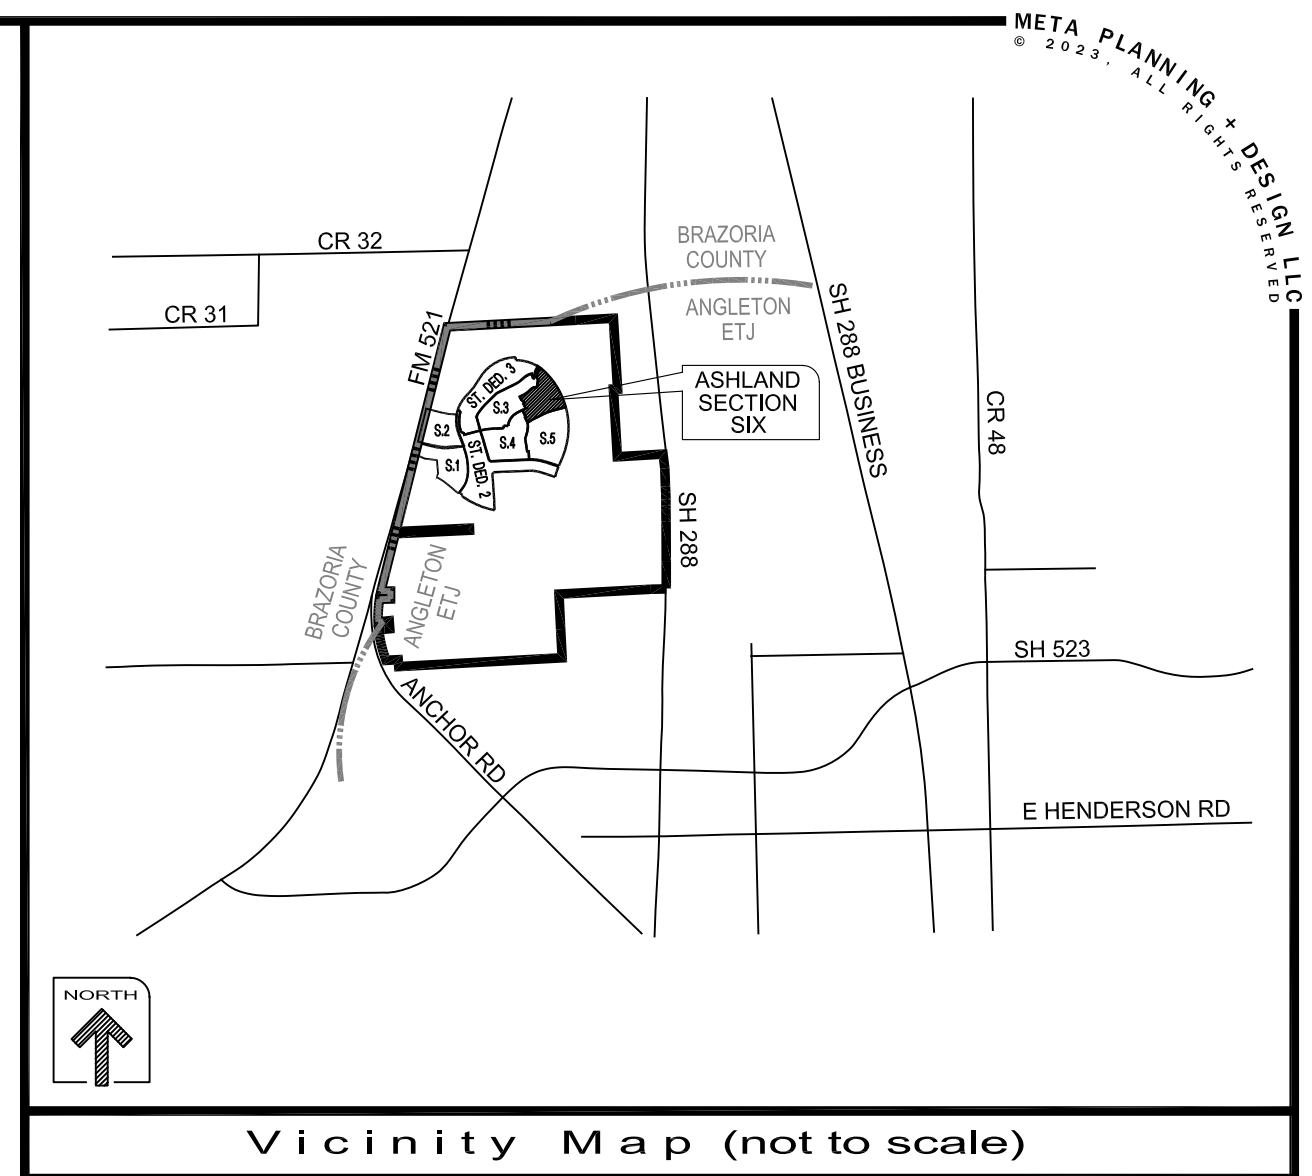 META PLANNING + DESIGN LLC
© 2023, ALL RIGHTS RESERVED
CR 32
BRAZORIA
COUNTY
CR 31
ANGLETON
ETJ
SH 288 BUSINESS
FM 521
ASHLAND
SECTION
SIX
ST. DED. 3
S.3
S.2
S.4
S.5
S.1
ST. DED. 2
CR 48
SH 288
BRAZORIA
COUNTY
ANGLETON
ETJ
SH 523
ANCHOR RD
E HENDERSON RD
NORTH
Vicinity Map (not to scale)